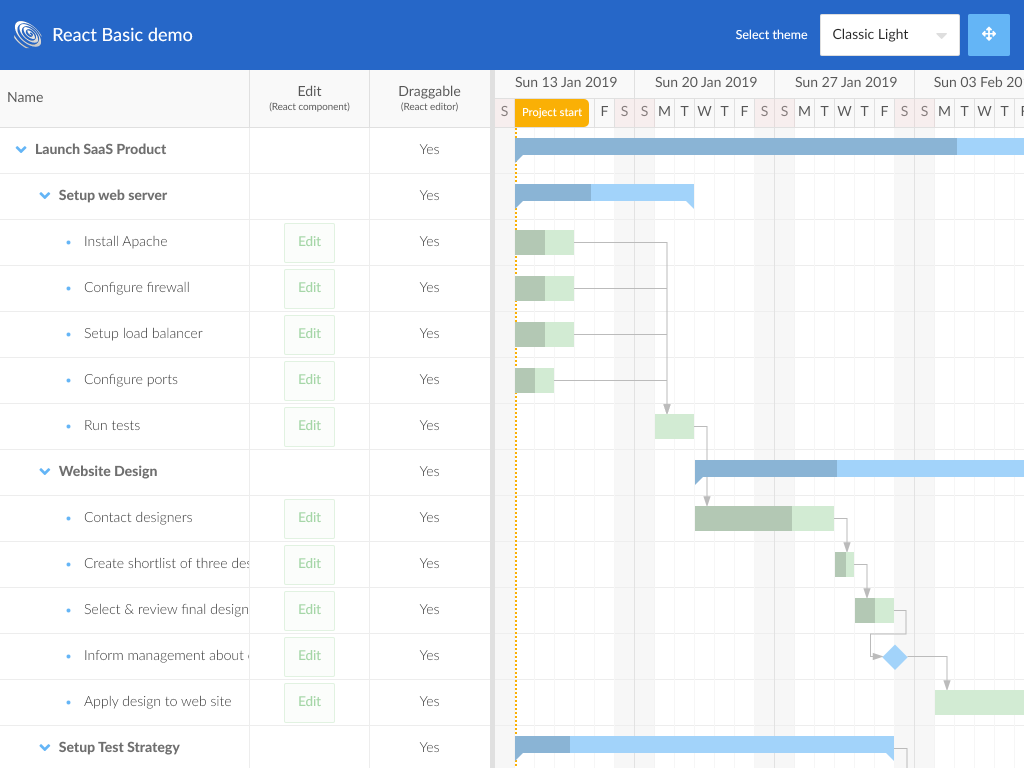 React Basic demo
Select theme
Classic Light
Name
Edit
(React component)
Draggable
(React editor)
Sun 13 Jan 2019 Sun 20 Jan 2019 Sun 27 Jan 2019 Sun 03 Feb 20
S Project start F S S M T W T F S S M T W T F S S M T W T F
Launch SaaS Product Yes
Setup web server Yes
Install Apache Edit Yes
Configure firewall Edit Yes
Setup load balancer Edit Yes
Configure ports Edit Yes
Run tests Edit Yes
Website Design Yes
Contact designers Edit Yes
Create shortlist of three des Edit Yes
Select & review final design Edit Yes
Inform management about Edit Yes
Apply design to web site Edit Yes
Setup Test Strategy Yes